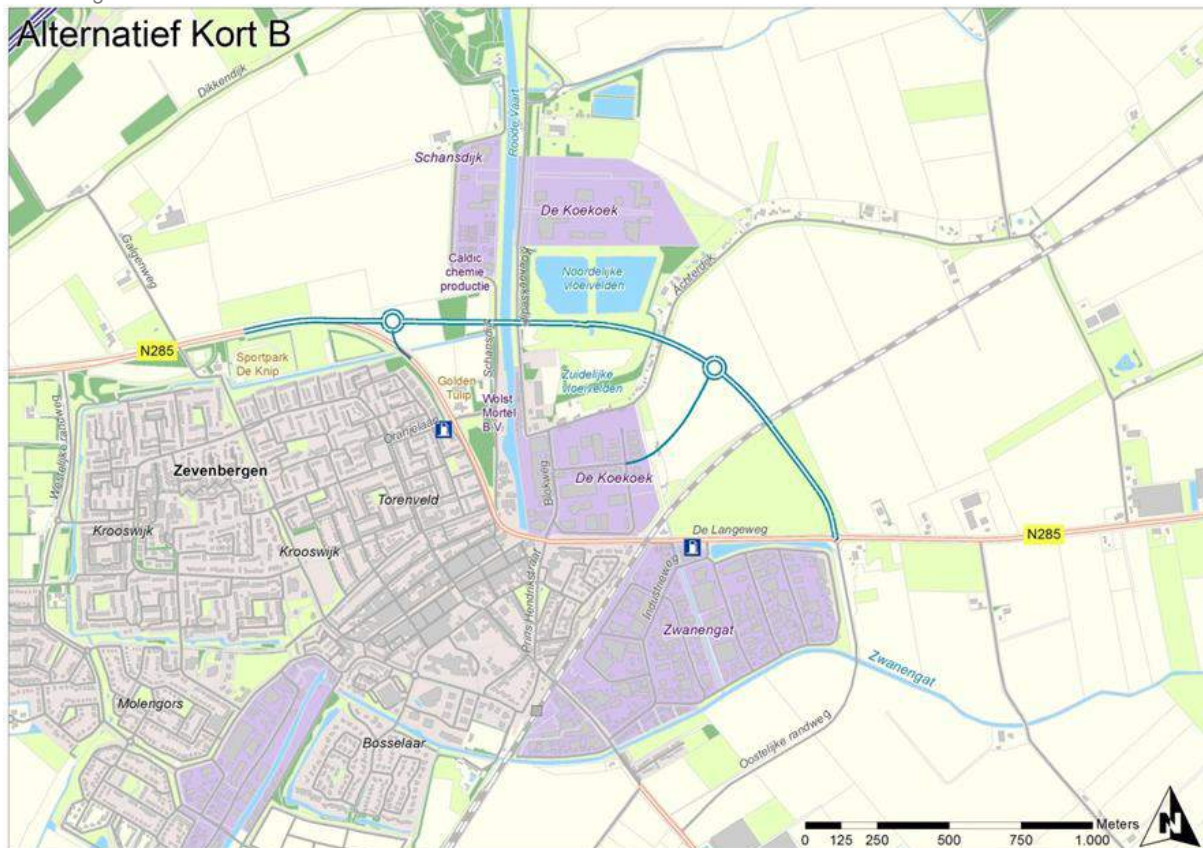 Alternatief Kort B
Dikkendijk
Roode Vaart
Schansdijk
De Koekoek
Galgenweg
Caldic
chemie
productie
Noordelijke
vloeivelden
Achterdijk
N285
Sportpark
De Knip
Schansdijk
Golden
Tulip
Wolst
Mortel
B.V.
Zuidelijke
vloeivelden
Westelijke randweg
Oranjelaan
Zevenbergen
Torenveld
Blokweg
De Koekoek
Krooswijk
Krooswijk
De Langeweg
N285
Prins Hendrikstraat
Industrieweg
Zwanengat
Zwanengat
Molengors
Bosselaar
Oostelijke randweg
Meters
0 125 250 500 750 1.000
N